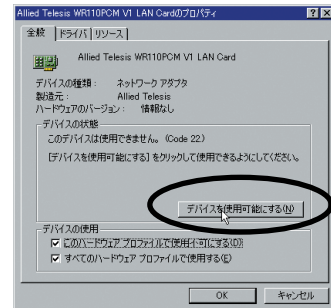 Allied Telesis WR110PCM V1 LAN Cardのプロパティ
全般 ドライバ リソース
Allied Telesis WR110PCM V1 LAN Card
デバイスの種類： ネットワーク アダプタ
製造元： Allied Telesis
ハードウェアのバージョン： 情報なし
デバイスの状態
このデバイスは使用できません。 (Code 22.)
[デバイスを使用可能にする] をクリックして使用できるようにしてください。
デバイスを使用可能にする(N)
デバイスの使用
このハードウェア プロファイルで使用不可にする(D)
すべてのハードウェア プロファイルで使用する(E)
OK キャンセル